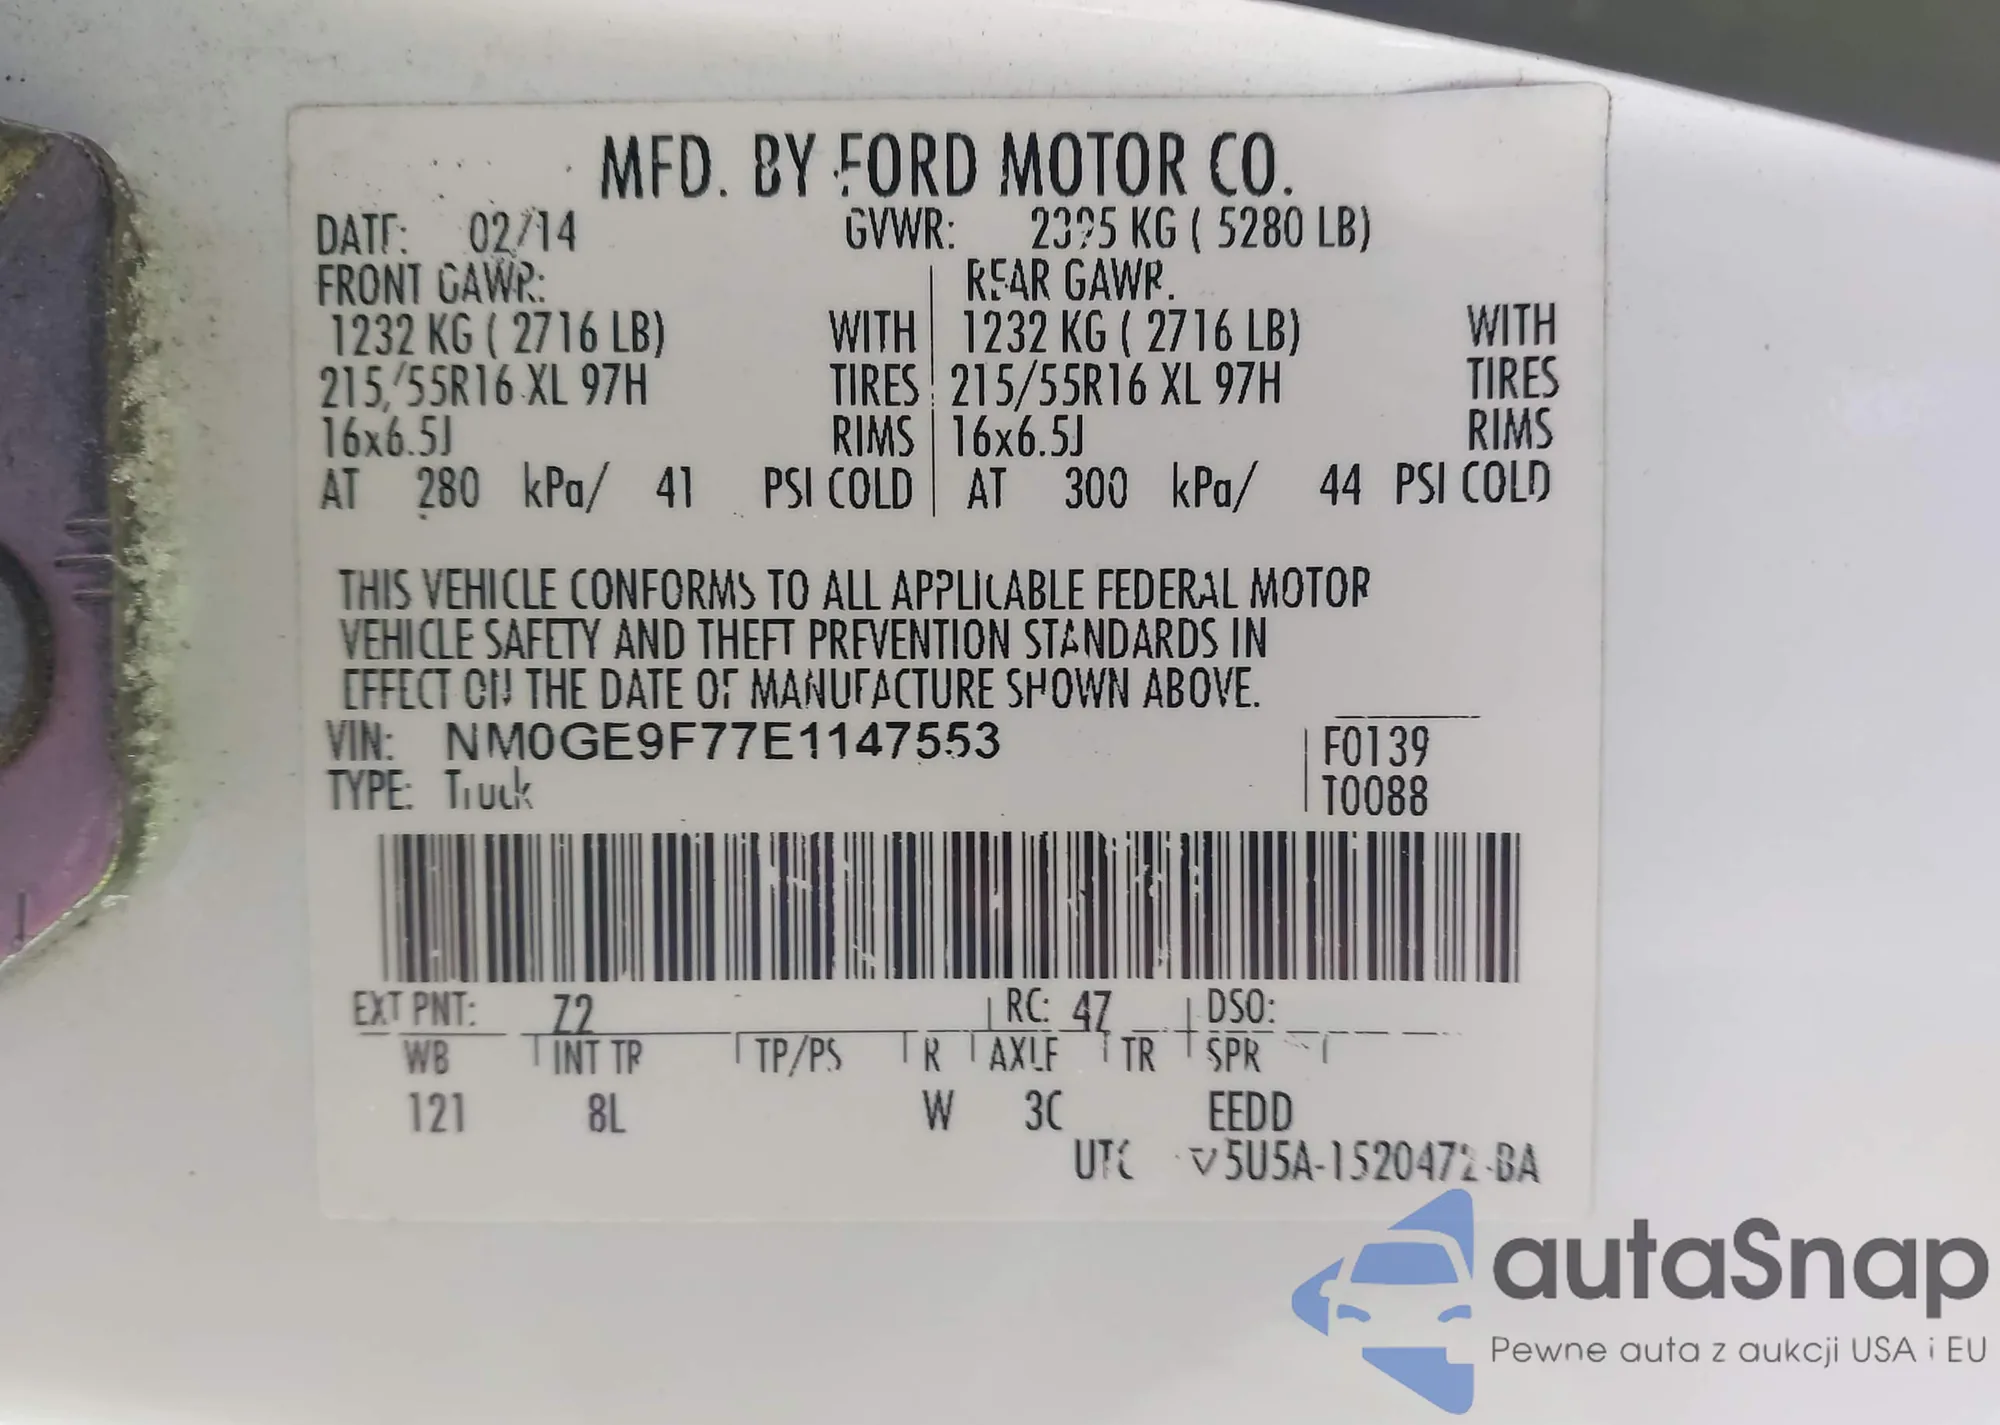 MFD. BY FORD MOTOR CO.
DATE: 02/14 GVWR: 2395 KG ( 5280 LB)
FRONT GAWR: REAR GAWR.
1232 KG ( 2716 LB) WITH 1232 KG ( 2716 LB) WITH
215/55R16 XL 97H TIRES 215/55R16 XL 97H TIRES
16x6.5J RIMS 16x6.5J RIMS
AT 280 kPa/ 41 PSI COLD AT 300 kPa/ 44 PSI COLD
THIS VEHICLE CONFORMS TO ALL APPLICABLE FEDERAL MOTOR
VEHICLE SAFETY AND THEFT PREVENTION STANDARDS IN
EFFECT ON THE DATE OF MANUFACTURE SHOWN ABOVE.
VIN: NM0GE9F77E1147553 F0139
TYPE: Truck T0088
EXT PNT: Z2 RC: 47 DSO:
WB INT TR TP/PS R AXLE TR SPR
121 8L W 3C EEDD
UTC
autaSnap
Pewne auta z aukcji USA i EU